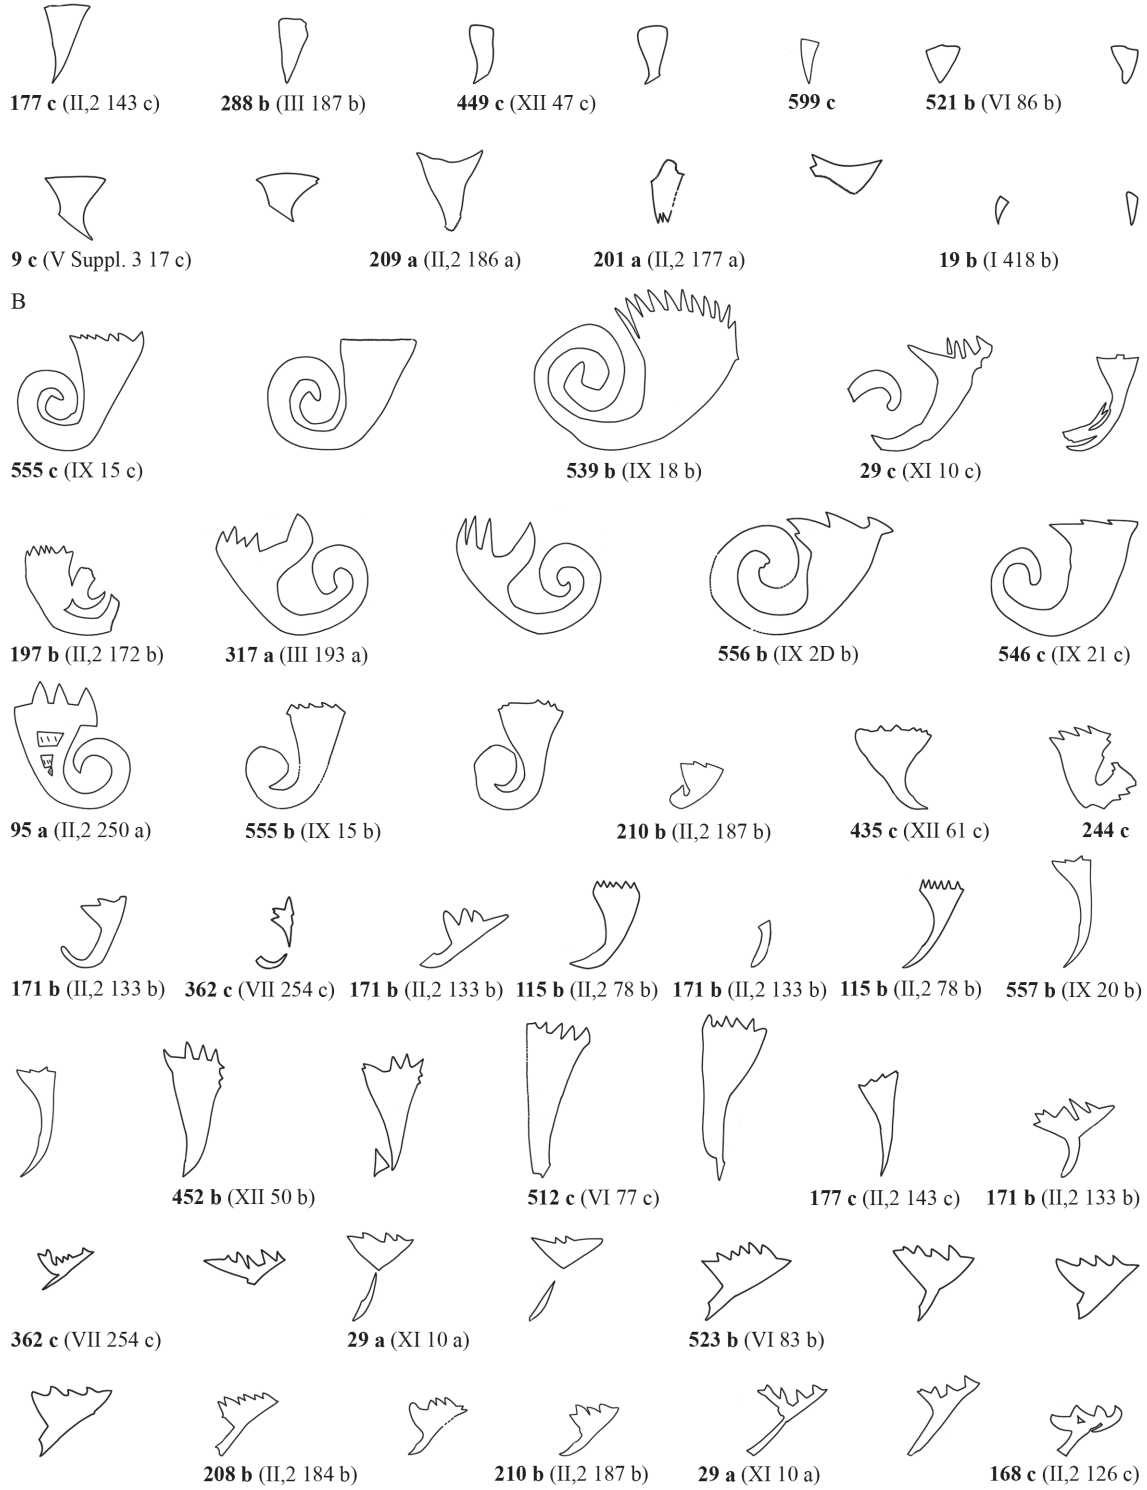 177 c (II,2 143 c) 288 b (III 187 b) 449 c (XII 47 c) 599 c 521 b (VI 86 b)
9 c (V Suppl. 3 17 c) 209 a (II,2 186 a) 201 a (II,2 177 a) 19 b (I 418 b)
B
555 c (IX 15 c) 539 b (IX 18 b) 29 c (XI 10 c)
197 b (II,2 172 b) 317 a (III 193 a) 556 b (IX 2D b) 546 c (IX 21 c)
95 a (II,2 250 a) 555 b (IX 15 b) 210 b (II,2 187 b) 435 c (XII 61 c) 244 c
171 b (II,2 133 b) 362 c (VII 254 c) 171 b (II,2 133 b) 115 b (II,2 78 b) 171 b (II,2 133 b) 115 b (II,2 78 b) 557 b (IX 20 b)
452 b (XII 50 b) 512 c (VI 77 c) 177 c (II,2 143 c) 171 b (II,2 133 b)
362 c (VII 254 c) 29 a (XI 10 a) 523 b (VI 83 b)
208 b (II,2 184 b) 210 b (II,2 187 b) 29 a (XI 10 a) 168 c (II,2 126 c)